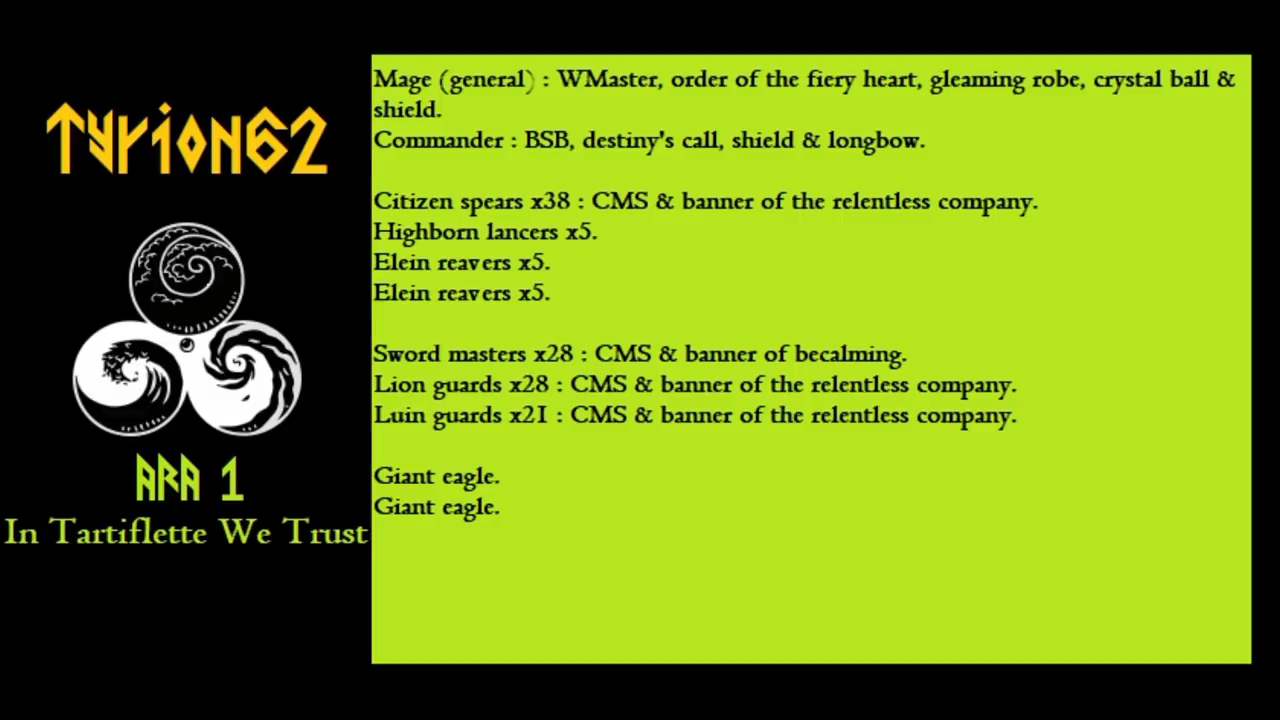 Tyrion62
ARA 1
In Tartiflette We Trust
Mage (general) : WMaster, order of the fiery heart, gleaming robe, crystal ball &
shield.
Commander : BSB, destiny's call, shield & longbow.
Citizen spears x38 : CMS & banner of the relentless company.
Highborn lancers x5.
Elein reavers x5.
Elein reavers x5.
Sword masters x28 : CMS & banner of becalming.
Lion guards x28 : CMS & banner of the relentless company.
Luin guards x21 : CMS & banner of the relentless company.
Giant eagle.
Giant eagle.